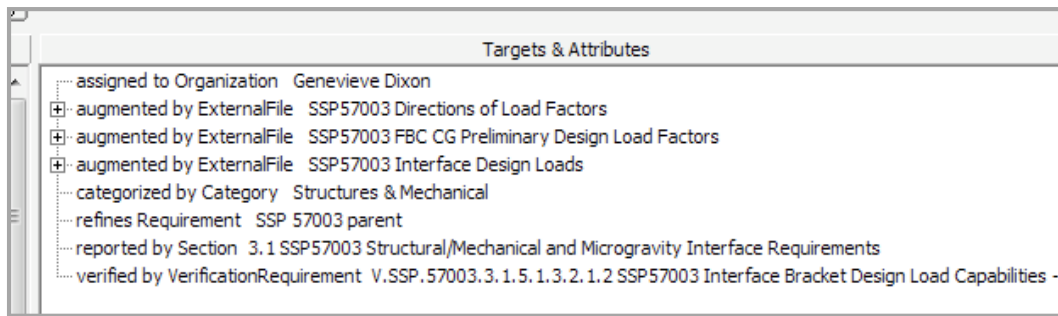 Targets & Attributes
assigned to Organization Genevieve Dixon
augmented by ExternalFile SSP57003 Directions of Load Factors
augmented by ExternalFile SSP57003 FBC CG Preliminary Design Load Factors
augmented by ExternalFile SSP57003 Interface Design Loads
categorized by Category Structures & Mechanical
refines Requirement SSP 57003 parent
reported by Section 3.1 SSP57003 Structural/Mechanical and Microgravity Interface Requirements
verified by VerificationRequirement V.SSP.57003.3.1.5.1.3.2.1.2 SSP57003 Interface Bracket Design Load Capabilities -